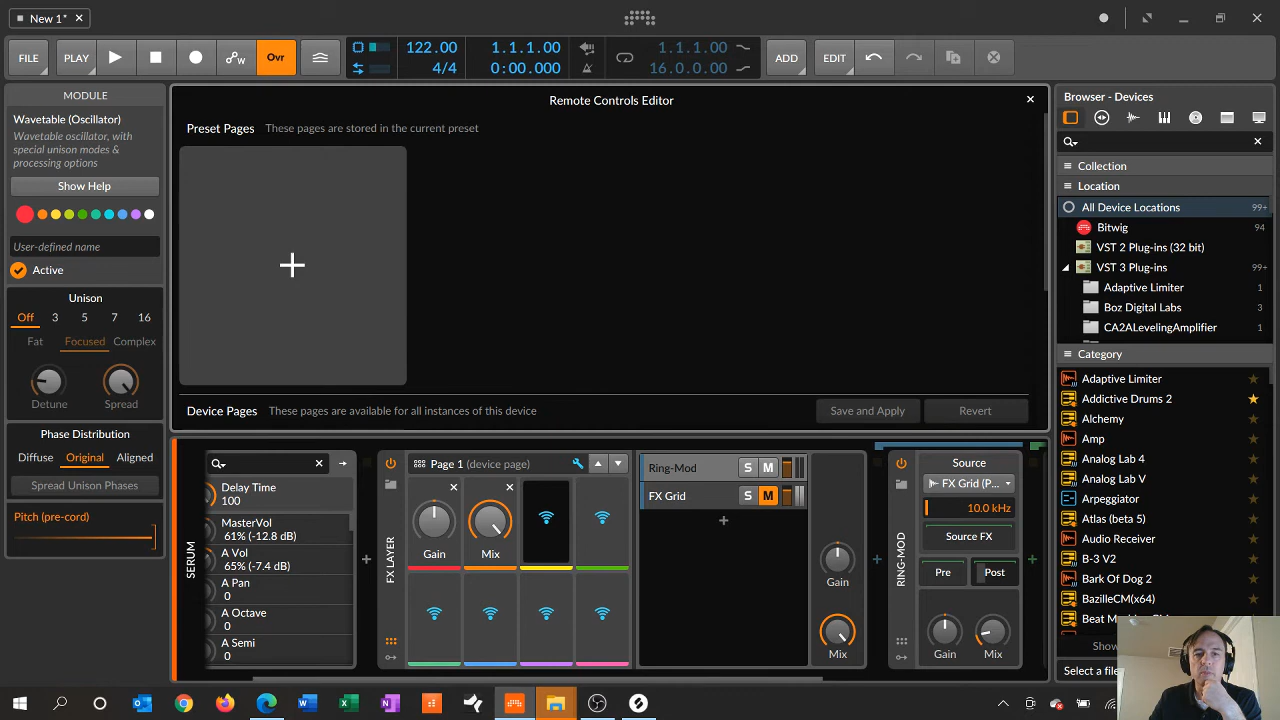 New 1*
FILE
PLAY
Ovr
122.00
4/4
1.1.1.00
0:00.000
1.1.1.00
16.0.0.00
ADD
EDIT
MODULE
Wavetable (Oscillator)
Wavetable oscillator, with
special unison modes &
processing options
Show Help
User-defined name
Active
Unison
Off 3 5 7 16
Fat Focused Complex
Detune Spread
Phase Distribution
Diffuse Original Aligned
Spread Unison Phases
Pitch (pre-cord)
Remote Controls Editor
Preset Pages These pages are stored in the current preset
Device Pages These pages are available for all instances of this device
Save and Apply Revert
SERUM
Delay Time
100
MasterVol
61% (-12.8 dB)
A Vol
65% (-7.4 dB)
A Pan
0
A Octave
0
A Semi
0
FX LAYER
Page 1 (device page)
Gain Mix
Ring-Mod S M
FX Grid S M
Gain
Mix
RING-MOD
Source
FX Grid (P...
10.0 kHz
Source FX
Pre Post
Gain Mix
Browser - Devices
Collection
Location
All Device Locations 99+
Bitwig 94
VST 2 Plug-ins (32 bit)
VST 3 Plug-ins 99+
Adaptive Limiter 1
Boz Digital Labs 3
CA2ALevelingAmplifier 1
Category
Adaptive Limiter
Addictive Drums 2
Alchemy
Amp
Analog Lab 4
Analog Lab V
Arpeggiator
Atlas (beta 5)
Audio Receiver
B-3 V2
Bark Of Dog 2
BazilleCM(x64)
Select a file